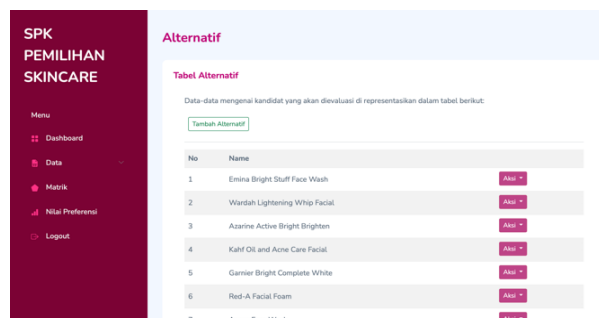 SPK
PEMILIHAN
SKINCARE
Menu
Dashboard
Data
Matrik
Nilai Preferensi
Logout
Alternatif
Tabel Alternatif
Data-data mengenai kandidat yang akan dievaluasi di representasikan dalam tabel berikut:
Tambah Alternatif
No Name
1 Emina Bright Stuff Face Wash Aksi
2 Wardah Lightening Whip Facial Aksi
3 Azarine Active Bright Brighten Aksi
4 Kahf Oil and Acne Care Facial Aksi
5 Garnier Bright Complete White Aksi
6 Red-A Facial Foam Aksi